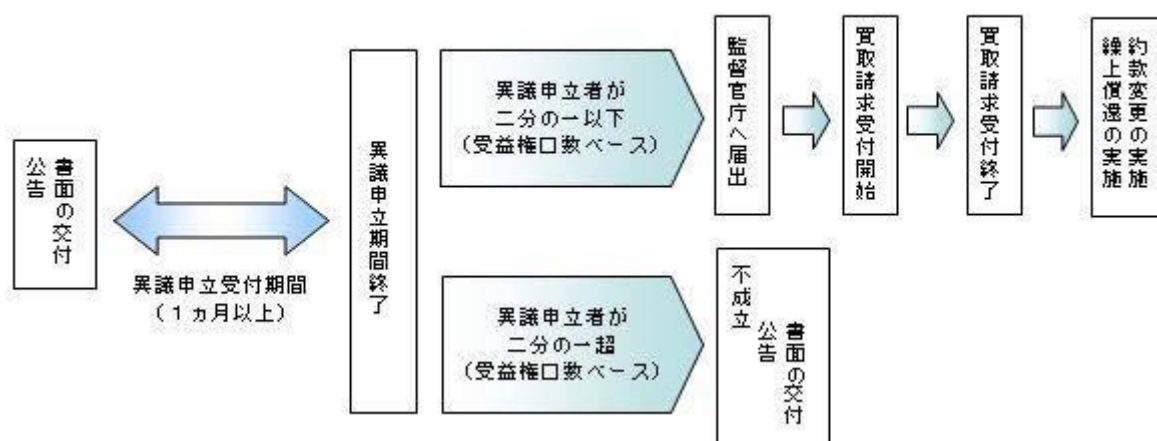 書面の交付
公告
異議申立受付期間
（１ヵ月以上）
異議申立期間終了
異議申立者が
二分の一以下
（受益権口数ベース）
監督官庁へ届出
買取請求受付開始
買取請求受付終了
約款変更の実施
繰上償還の実施
異議申立者が
二分の一超
（受益権口数ベース）
不成立
書面の交付
公告